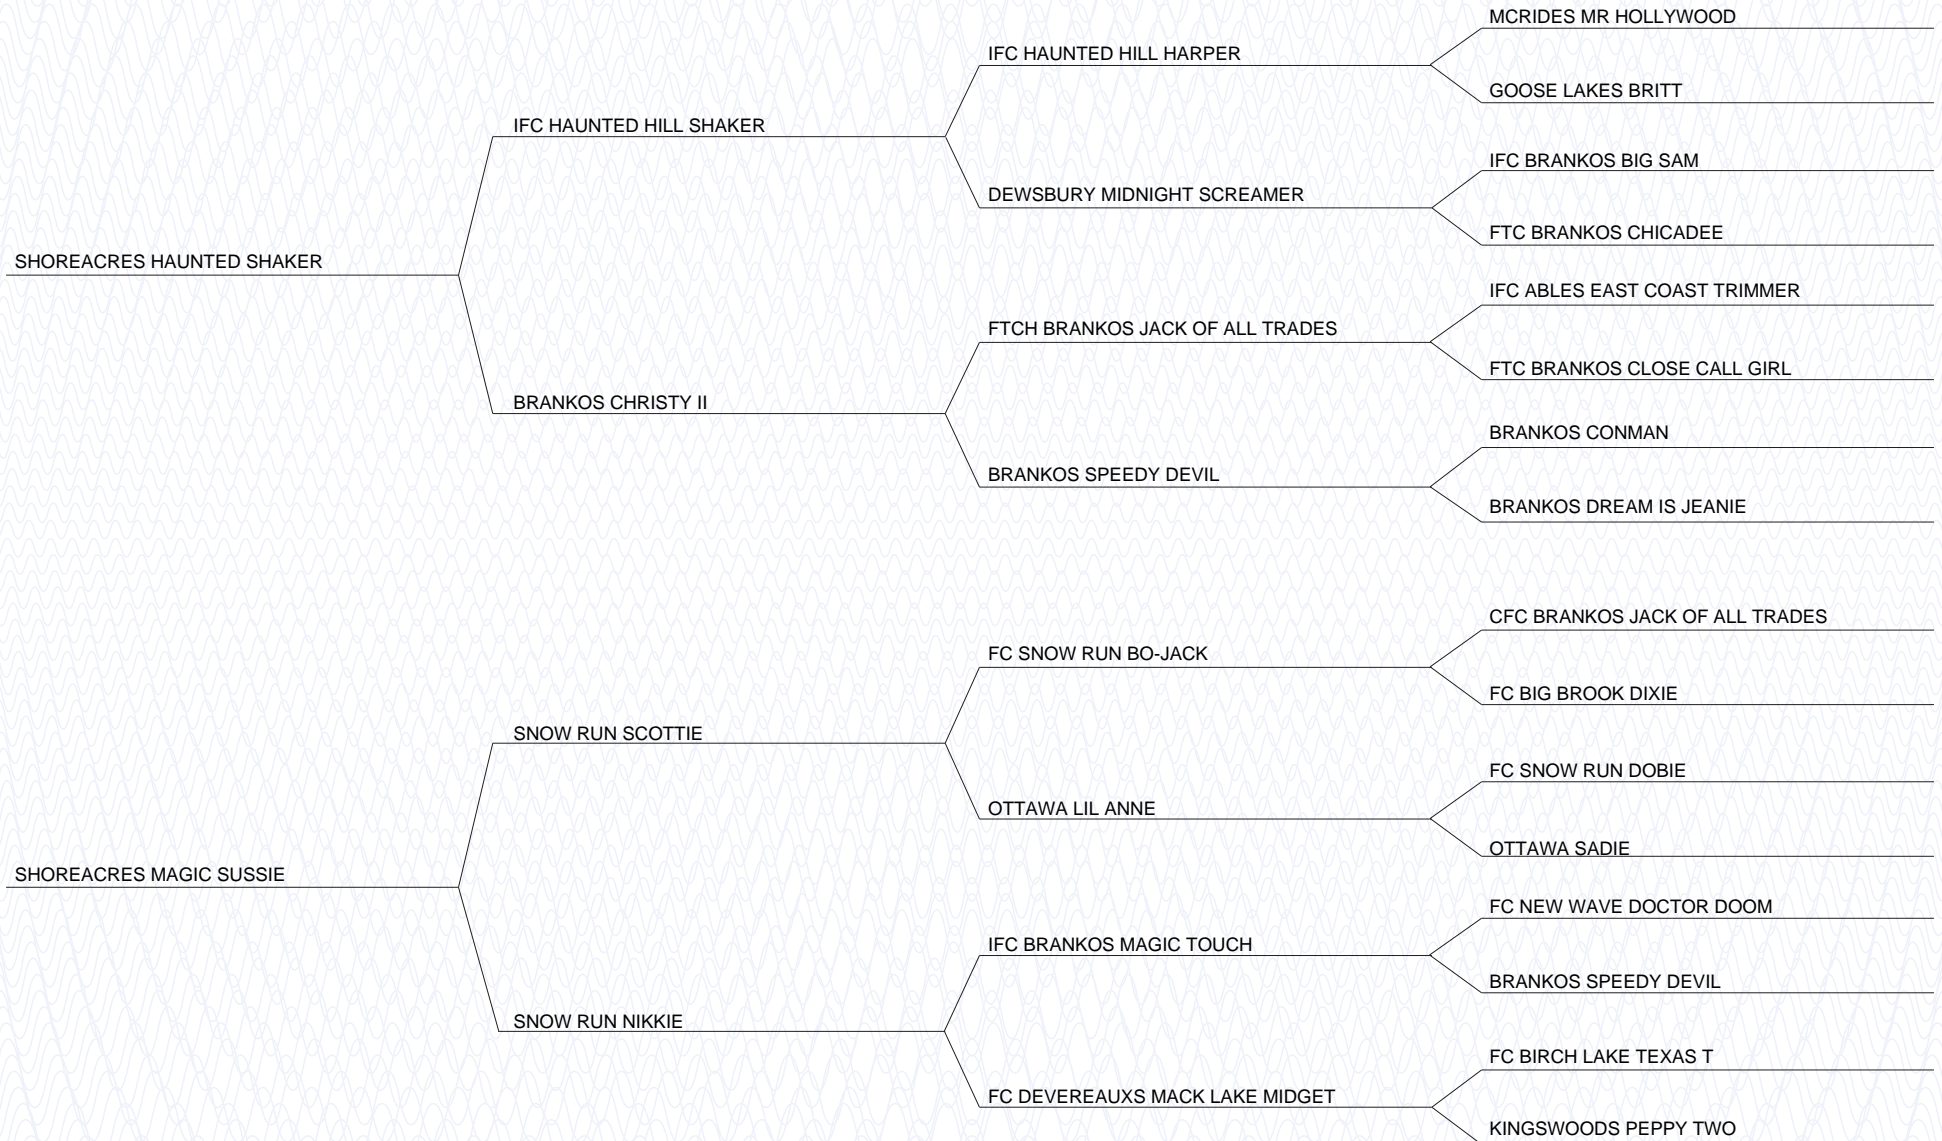 MCRIDES MR HOLLYWOOD
IFC HAUNTED HILL HARPER
GOOSE LAKES BRITT
IFC HAUNTED HILL SHAKER
IFC BRANKOS BIG SAM
DEWSBURY MIDNIGHT SCREAMER
FTC BRANKOS CHICADEE
SHOREACRES HAUNTED SHAKER
IFC ABLES EAST COAST TRIMMER
FTCH BRANKOS JACK OF ALL TRADES
FTC BRANKOS CLOSE CALL GIRL
BRANKOS CHRISTY II
BRANKOS CONMAN
BRANKOS SPEEDY DEVIL
BRANKOS DREAM IS JEANIE
CFC BRANKOS JACK OF ALL TRADES
FC SNOW RUN BO-JACK
FC BIG BROOK DIXIE
SNOW RUN SCOTTIE
FC SNOW RUN DOBIE
OTTAWA LIL ANNE
OTTAWA SADIE
SHOREACRES MAGIC SUSSIE
FC NEW WAVE DOCTOR DOOM
IFC BRANKOS MAGIC TOUCH
BRANKOS SPEEDY DEVIL
SNOW RUN NIKKIE
FC BIRCH LAKE TEXAS T
FC DEVEREAUXS MACK LAKE MIDGET
KINGSWOODS PEPPY TWO